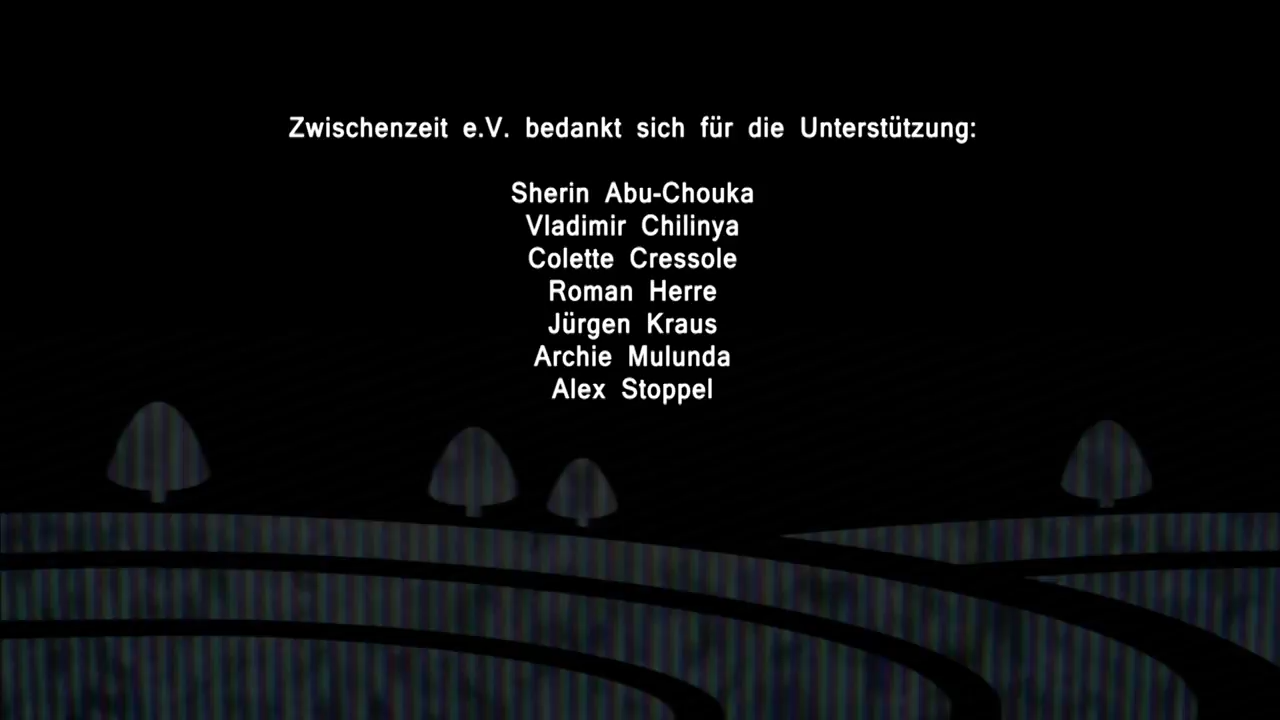 Zwischenzeit e.V. bedankt sich für die Unterstützung:
Sherin Abu-Chouka
Vladimir Chilinya
Colette Cressole
Roman Herre
Jürgen Kraus
Archie Mulunda
Alex Stoppel